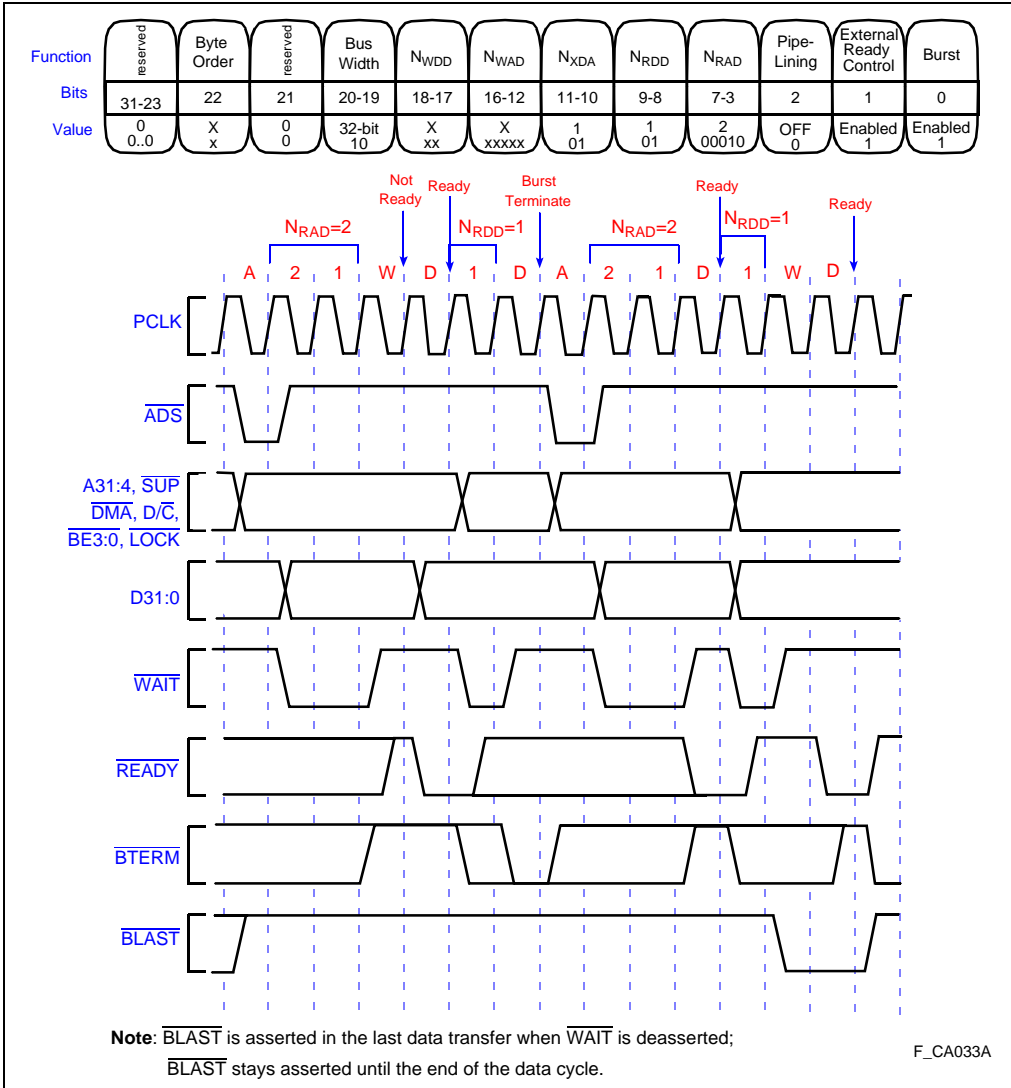 Function reserved Byte Order reserved Bus Width NWDD NWAD NXDA NRDD NRAD Pipe-Lining External Ready Control Burst
Bits 31-23 22 21 20-19 18-17 16-12 11-10 9-8 7-3 2 1 0
Value 0 X 0 32-bit X X 1 1 2 OFF Enabled Enabled
0..0 x 0 10 xx xxxxx 01 01 00010 0 1 1
Not Ready Ready Burst Terminate Ready Ready
NRAD=2 NRDD=1 NRAD=2 NRDD=1
A 2 1 W D 1 D A 2 1 D 1 W D
PCLK
ADS
A31:4, SUP
DMA, D/C,
BE3:0, LOCK
D31:0
WAIT
READY
BTERM
BLAST
Note: BLAST is asserted in the last data transfer when WAIT is deasserted;
BLAST stays asserted until the end of the data cycle.
F_CA033A